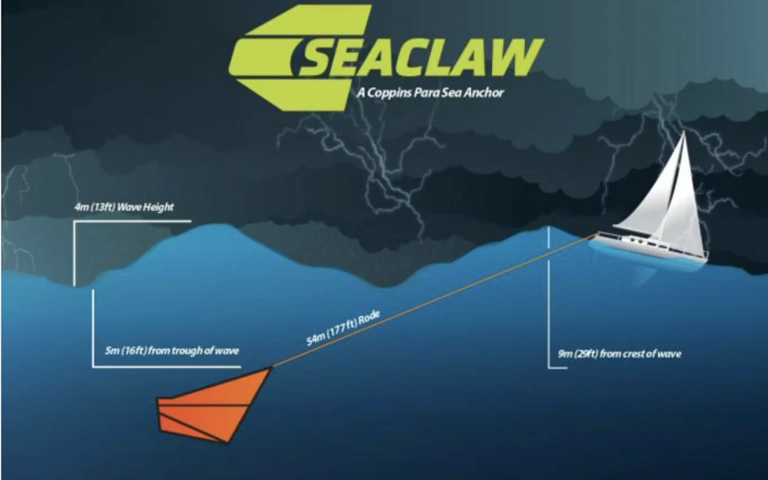 SEACLAW
A Coppins Para Sea Anchor
4m (13ft) Wave Height
54m (177ft) Rode
5m (16ft) from trough of wave
9m (29ft) from crest of wave